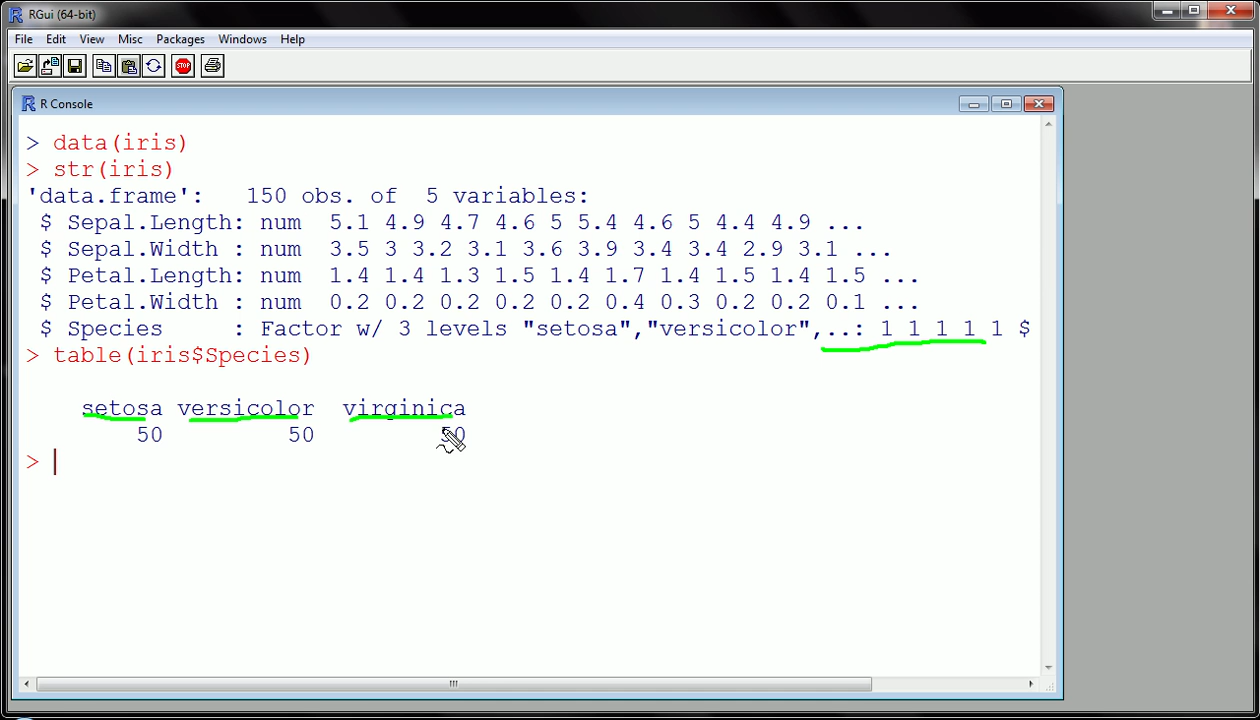 RGui (64-bit)
File Edit View Misc Packages Windows Help
STOP
R Console
> data(iris)
> str(iris)
'data.frame':   150 obs. of  5 variables:
 $ Sepal.Length: num  5.1 4.9 4.7 4.6 5 5.4 4.6 5 4.4 4.9 ...
 $ Sepal.Width : num  3.5 3 3.2 3.1 3.6 3.9 3.4 3.4 2.9 3.1 ...
 $ Petal.Length: num  1.4 1.4 1.3 1.5 1.4 1.7 1.4 1.5 1.4 1.5 ...
 $ Petal.Width : num  0.2 0.2 0.2 0.2 0.2 0.4 0.3 0.2 0.2 0.1 ...
 $ Species     : Factor w/ 3 levels "setosa","versicolor",..: 1 1 1 1 1 $
> table(iris$Species)
    setosa versicolor  virginica
        50         50         50
>